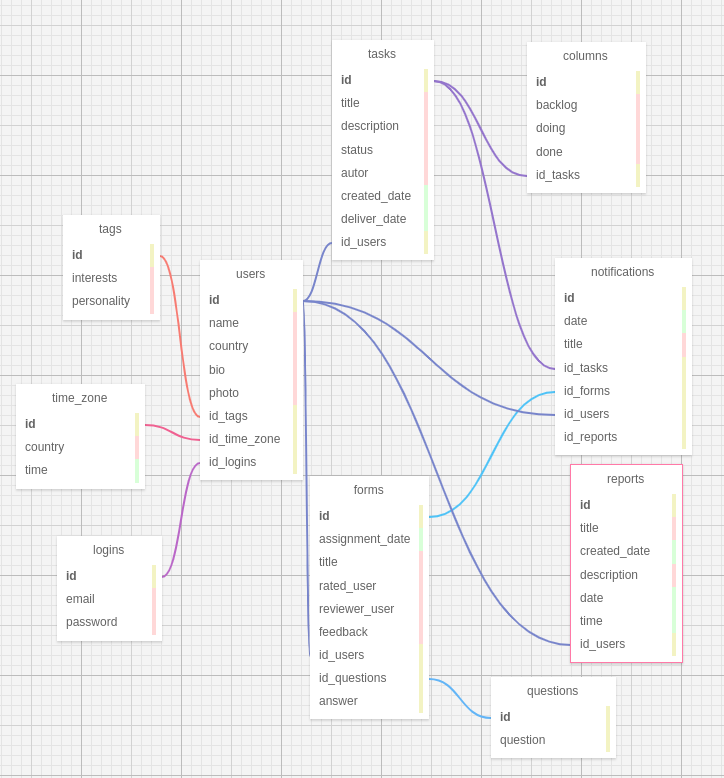 tasks
id
title
description
status
autor
created_date
deliver_date
id_users
columns
id
backlog
doing
done
id_tasks
tags
id
interests
personality
users
id
name
country
bio
photo
id_tags
id_time_zone
id_logins
notifications
id
date
title
id_tasks
id_forms
id_users
id_reports
time_zone
id
country
time
logins
id
email
password
forms
id
assignment_date
title
rated_user
reviewer_user
feedback
id_users
id_questions
answer
reports
id
title
created_date
description
date
time
id_users
questions
id
question